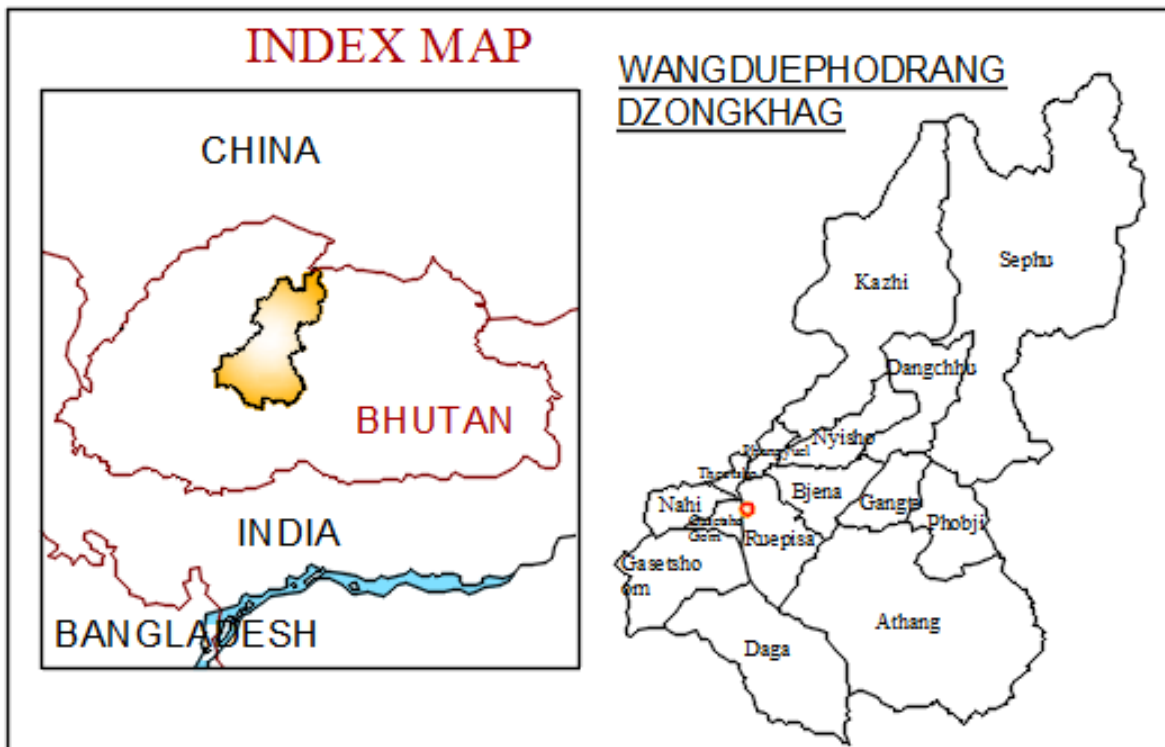 INDEX MAP
CHINA
BHUTAN
INDIA
BANGLADESH
WANGDUEPHODRANG
DZONGKHAG
Kazhi
Sephu
Dangchhu
Nyisho
Bjena
Gangte
Phobji
Nahi
Ruepisa
Gasetsho
om
Athang
Daga